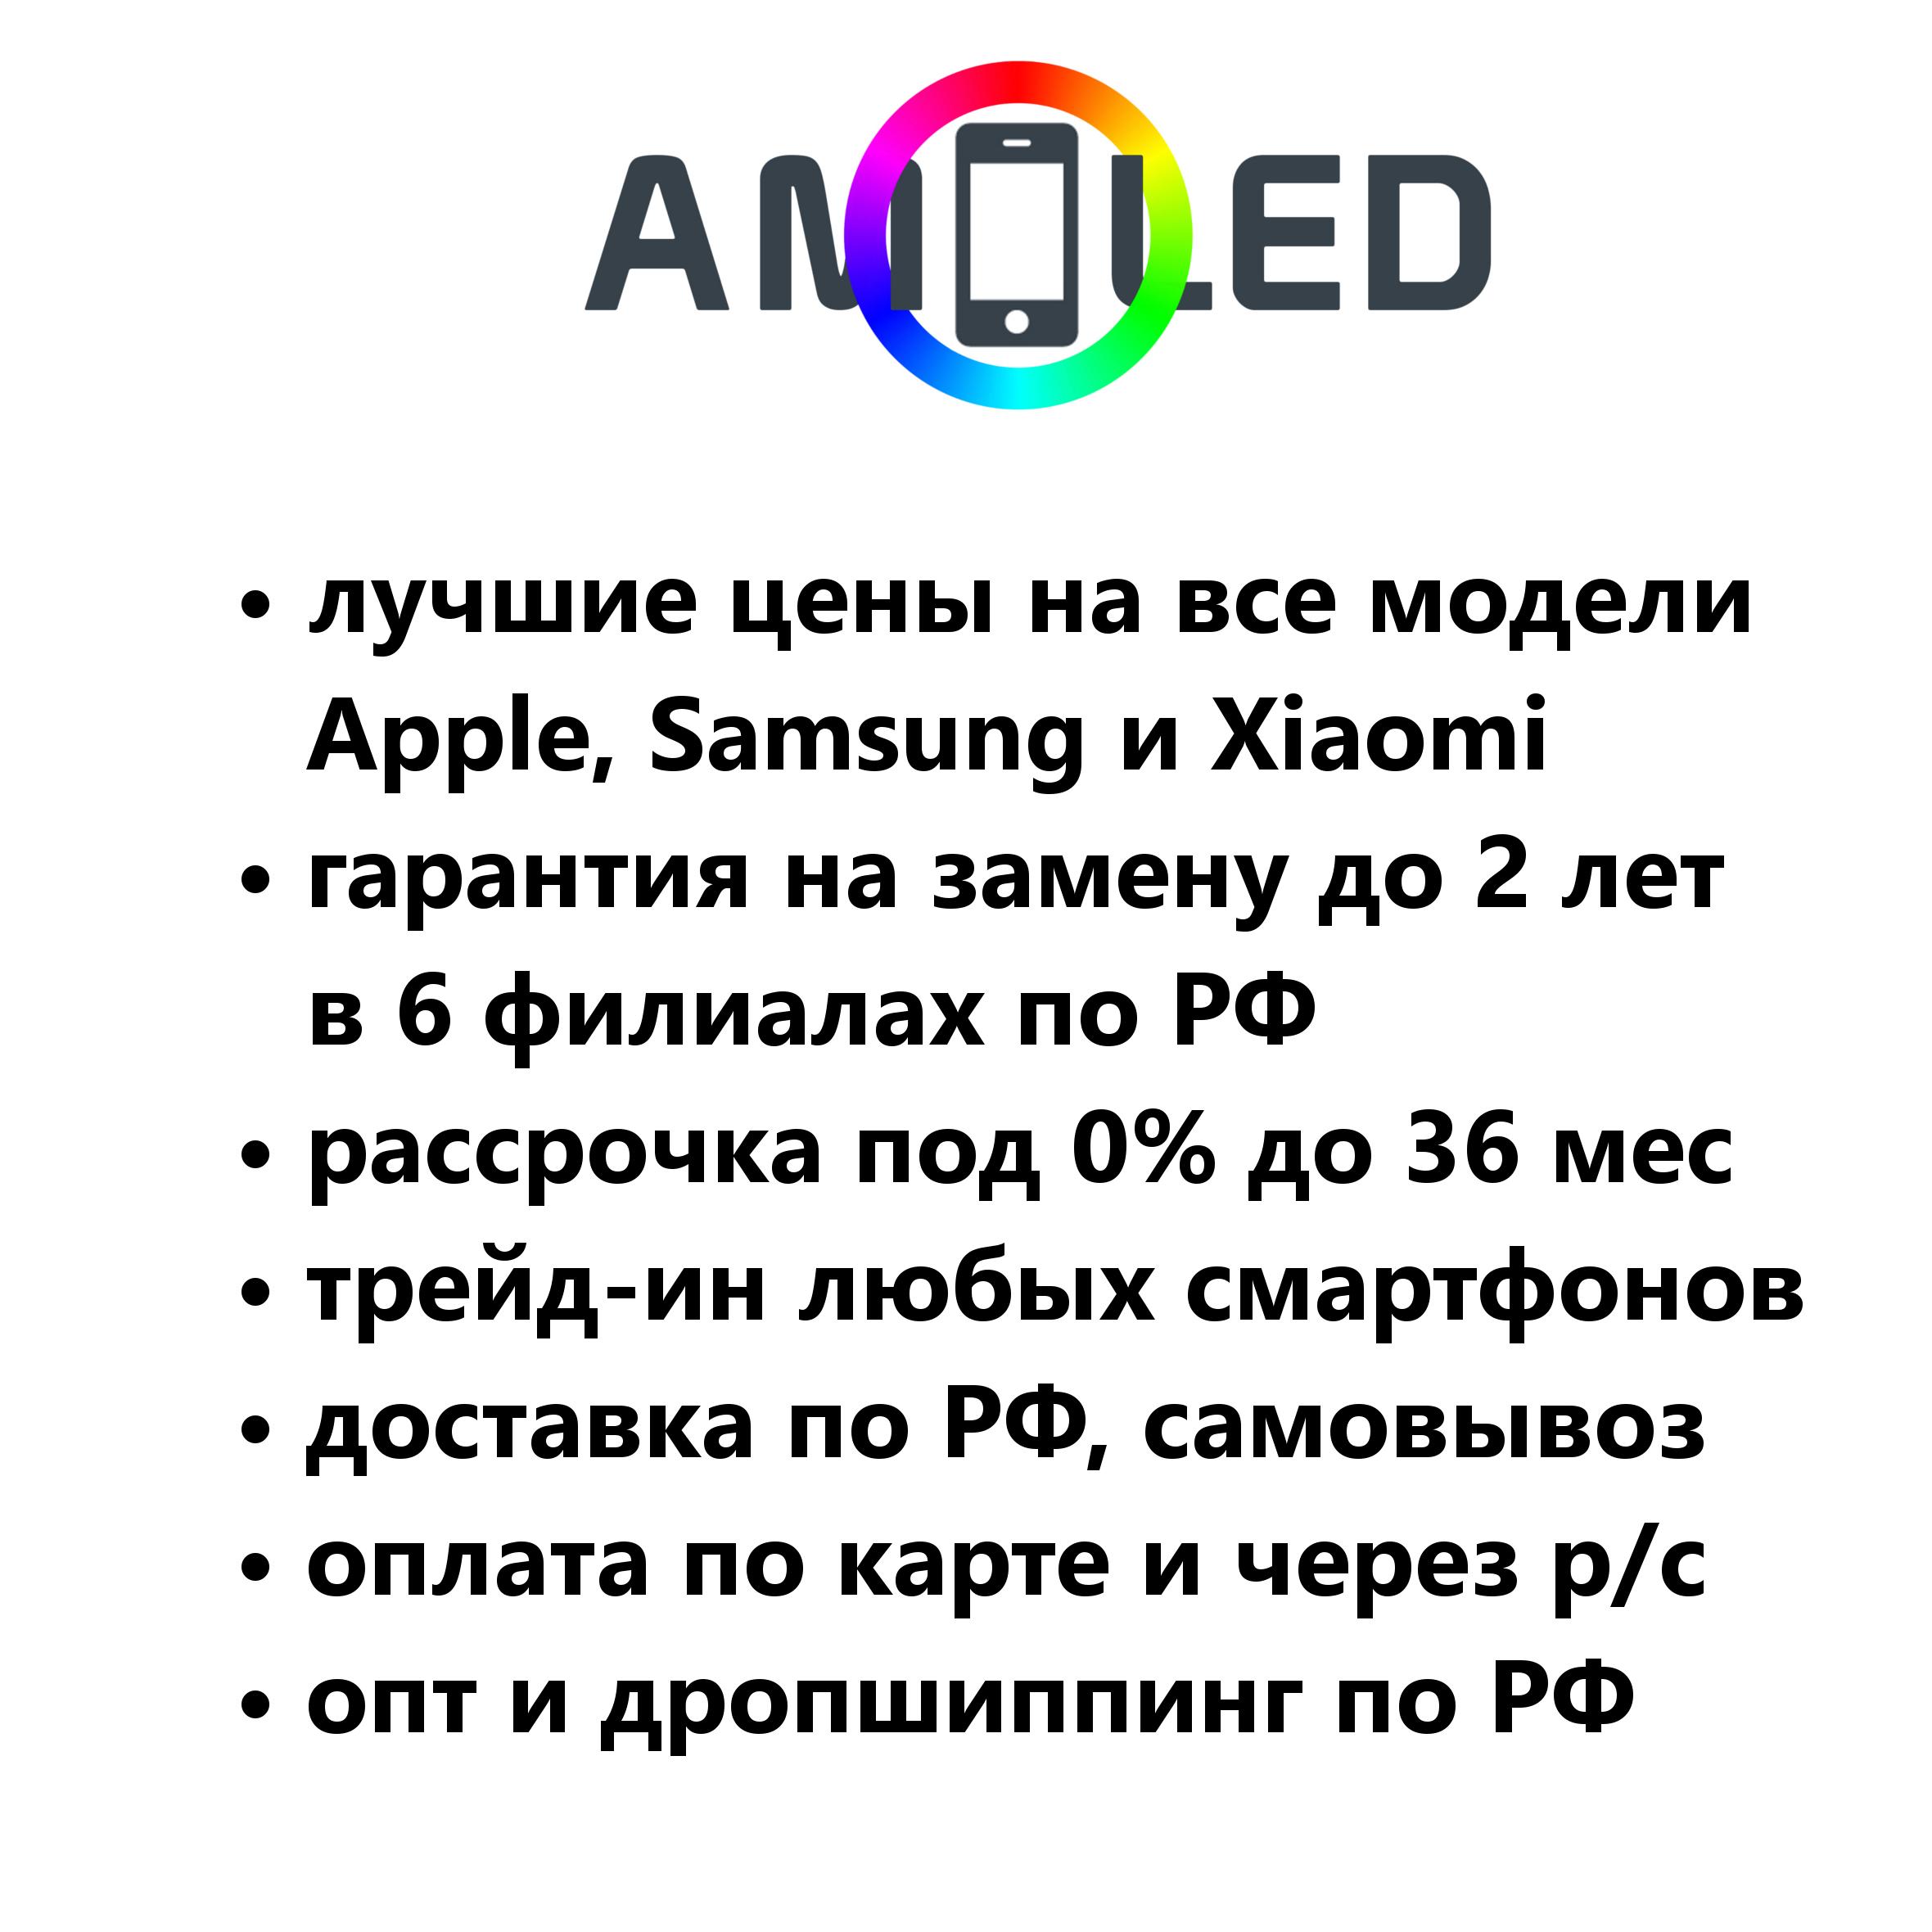 AMOLED
• лучшие цены на все модели
Apple, Samsung и Xiaomi
• гарантия на замену до 2 лет
в 6 филиалах по РФ
• рассрочка под 0% до 36 мес
• трейд-ин любых смартфонов
• доставка по РФ, самовывоз
• оплата по карте и через р/с
• опт и дропшиппинг по РФ